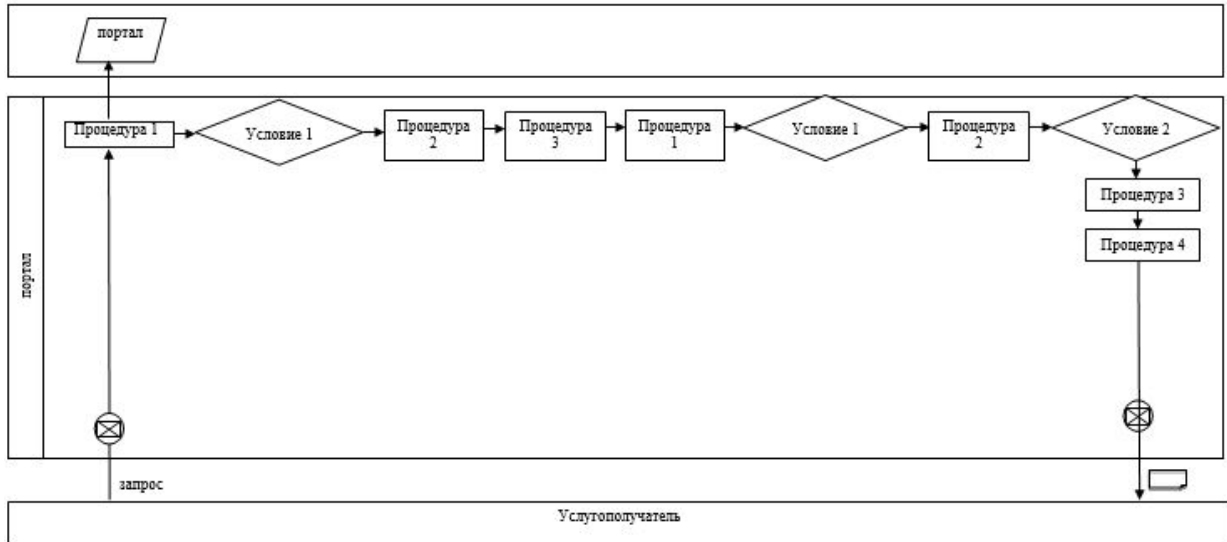 портал
Процедура 1
Условие 1
Процедура
2
Процедура
3
Процедура
1
Условие 1
Процедура
2
Условие 2
Процедура 3
Процедура 4
портал
запрос
Услугополучатель